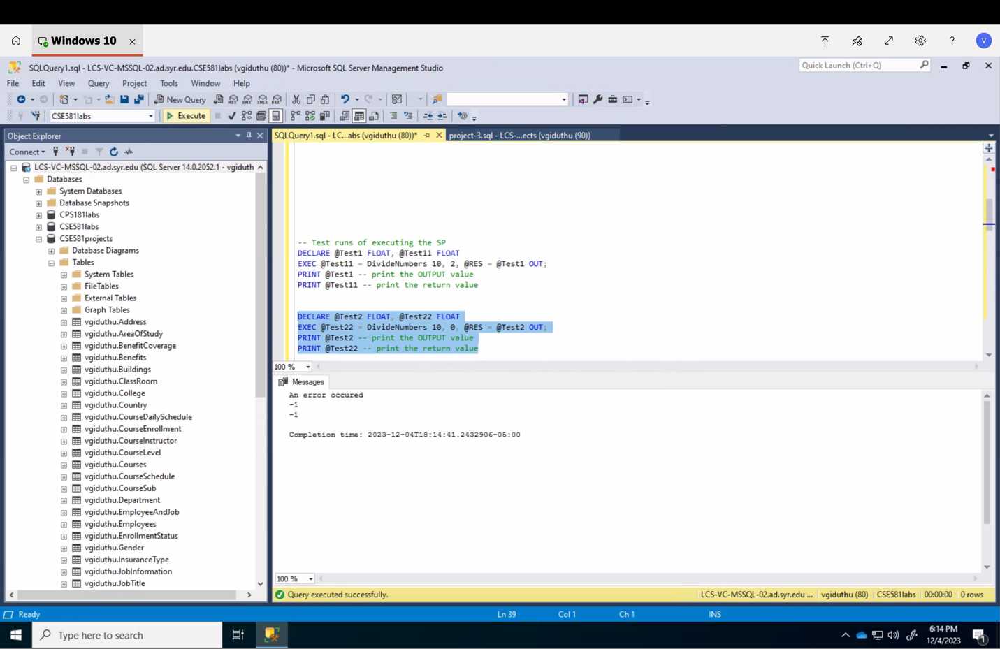 Windows 10
?
V
SQLQuery1.sql - LCS-VC-MSSQL-02.ad.syr.edu.CSE581labs (vgiduthu (80))* - Microsoft SQL Server Management Studio
Quick Launch (Ctrl+Q)
File Edit View Query Project Tools Window Help
New Query MDX DMX XMLA DAX
CSE581labs Execute
Object Explorer
SQLQuery1.sql - LC...abs (vgiduthu (80))*
project-3.sql - LCS-...ects (vgiduthu (90))
Connect
LCS-VC-MSSQL-02.ad.syr.edu (SQL Server 14.0.2052.1 - vgiduth
Databases
System Databases
Database Snapshots
CPS181labs
CSE581labs
CSE581projects
Database Diagrams
Tables
System Tables
FileTables
External Tables
Graph Tables
vgiduthu.Address
vgiduthu.AreaOfStudy
vgiduthu.BenefitCoverage
vgiduthu.Benefits
vgiduthu.Buildings
vgiduthu.ClassRoom
vgiduthu.College
vgiduthu.Country
vgiduthu.CourseDailySchedule
vgiduthu.CourseEnrollment
vgiduthu.CourseInstructor
vgiduthu.CourseLevel
vgiduthu.Courses
vgiduthu.CourseSchedule
vgiduthu.CourseSub
vgiduthu.Department
vgiduthu.EmployeeAndJob
vgiduthu.Employees
vgiduthu.EnrollmentStatus
vgiduthu.Gender
vgiduthu.InsuranceType
vgiduthu.JobInformation
vgiduthu.JobTitle
-- Test runs of executing the SP
DECLARE @Test1 FLOAT, @Test11 FLOAT
EXEC @Test11 = DivideNumbers 10, 2, @RES = @Test1 OUT;
PRINT @Test1 -- print the OUTPUT value
PRINT @Test11 -- print the return value
DECLARE @Test2 FLOAT, @Test22 FLOAT
EXEC @Test22 = DivideNumbers 10, 0, @RES = @Test2 OUT;
PRINT @Test2 -- print the OUTPUT value
PRINT @Test22 -- print the return value
100 %
Messages
An error occured
-1
-1
Completion time: 2023-12-04T18:14:41.2432906-05:00
100 %
Query executed successfully.
LCS-VC-MSSQL-02.ad.syr.edu ... vgiduthu (80) CSE581labs 00:00:00 0 rows
Ready Ln 39 Col 1 Ch 1 INS
Type here to search
6:14 PM
12/4/2023
1